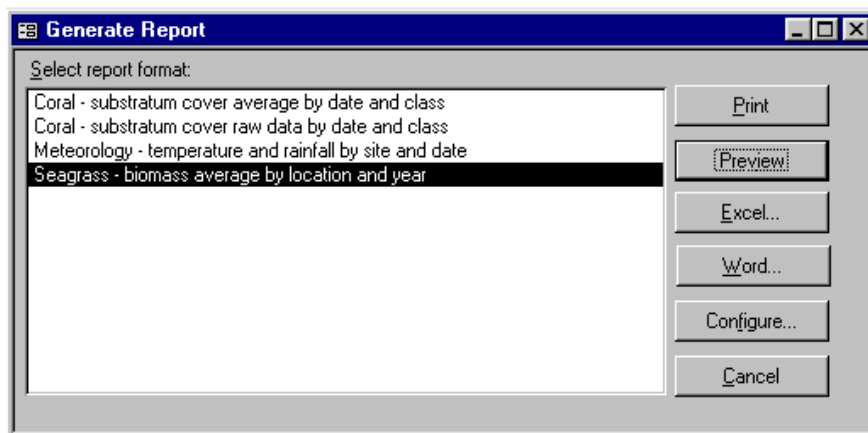 Generate Report
Select report format:
Coral - substratum cover average by date and class
Coral - substratum cover raw data by date and class
Meteorology - temperature and rainfall by site and date
Seagrass - biomass average by location and year
Print
Preview
Excel...
Word...
Configure...
Cancel